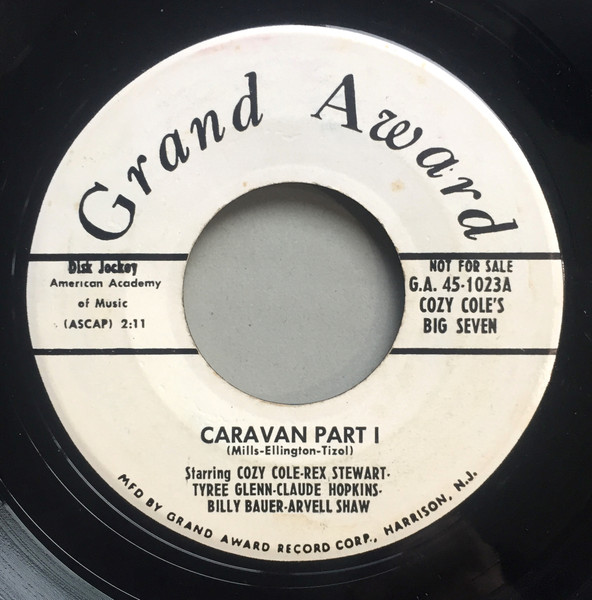 Grand Award
Disk Jockey
American Academy
of Music
(ASCAP) 2:11
NOT FOR SALE
G.A. 45-1023A
COZY COLE'S
BIG SEVEN
CARAVAN PART I
(Mills-Ellington-Tizol)
Starring COZY COLE-REX STEWART-
TYREE GLENN-CLAUDE HOPKINS-
BILLY BAUER-ARVELL SHAW
MFD BY GRAND AWARD RECORD CORP., HARRISON, N.J.